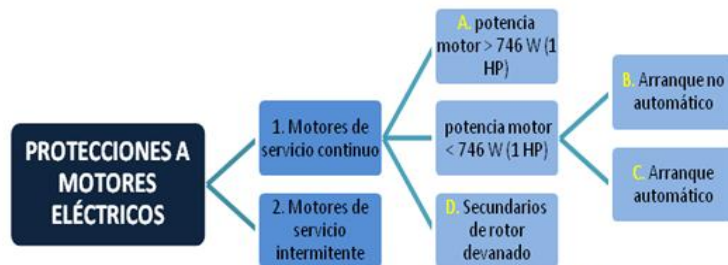 PROTECCIONES A
MOTORES
ELÉCTRICOS
1. Motores de
servicio continuo
2. Motores de
servicio
intermitente
A. potencia
motor > 746 W (1
HP)
potencia motor
< 746 W (1 HP)
D. Secundarios
de rotor
devanado
B. Arranque no
automático
C. Arranque
automático